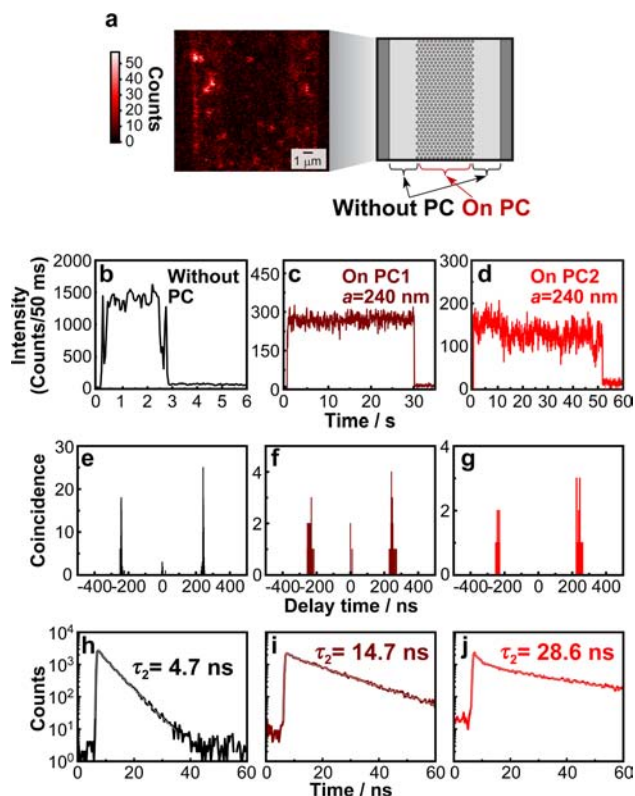 a
50
40
30
20
10
0
Counts
1 μm
Without PC On PC
b
Without
PC
c
On PC1
a=240 nm
d
On PC2
a=240 nm
Intensity
(Counts/50 ms)
2000
1500
1000
500
0
450
300
150
0
300
200
100
0
0 1 2 3 4 5 6
0 10 20 30
0 10 20 30 40 50 60
Time / s
e
f
g
Coincidence
30
20
10
0
4
2
0
4
2
0
-400-200 0 200 400
-400-200 0 200 400
-400-200 0 200 400
Delay time / ns
h
τ2= 4.7 ns
i
τ2= 14.7 ns
j
τ2= 28.6 ns
Counts
10^4
10^3
10^2
10^1
10^0
0 20 40 60
0 20 40 60
0 20 40 60
Time / ns